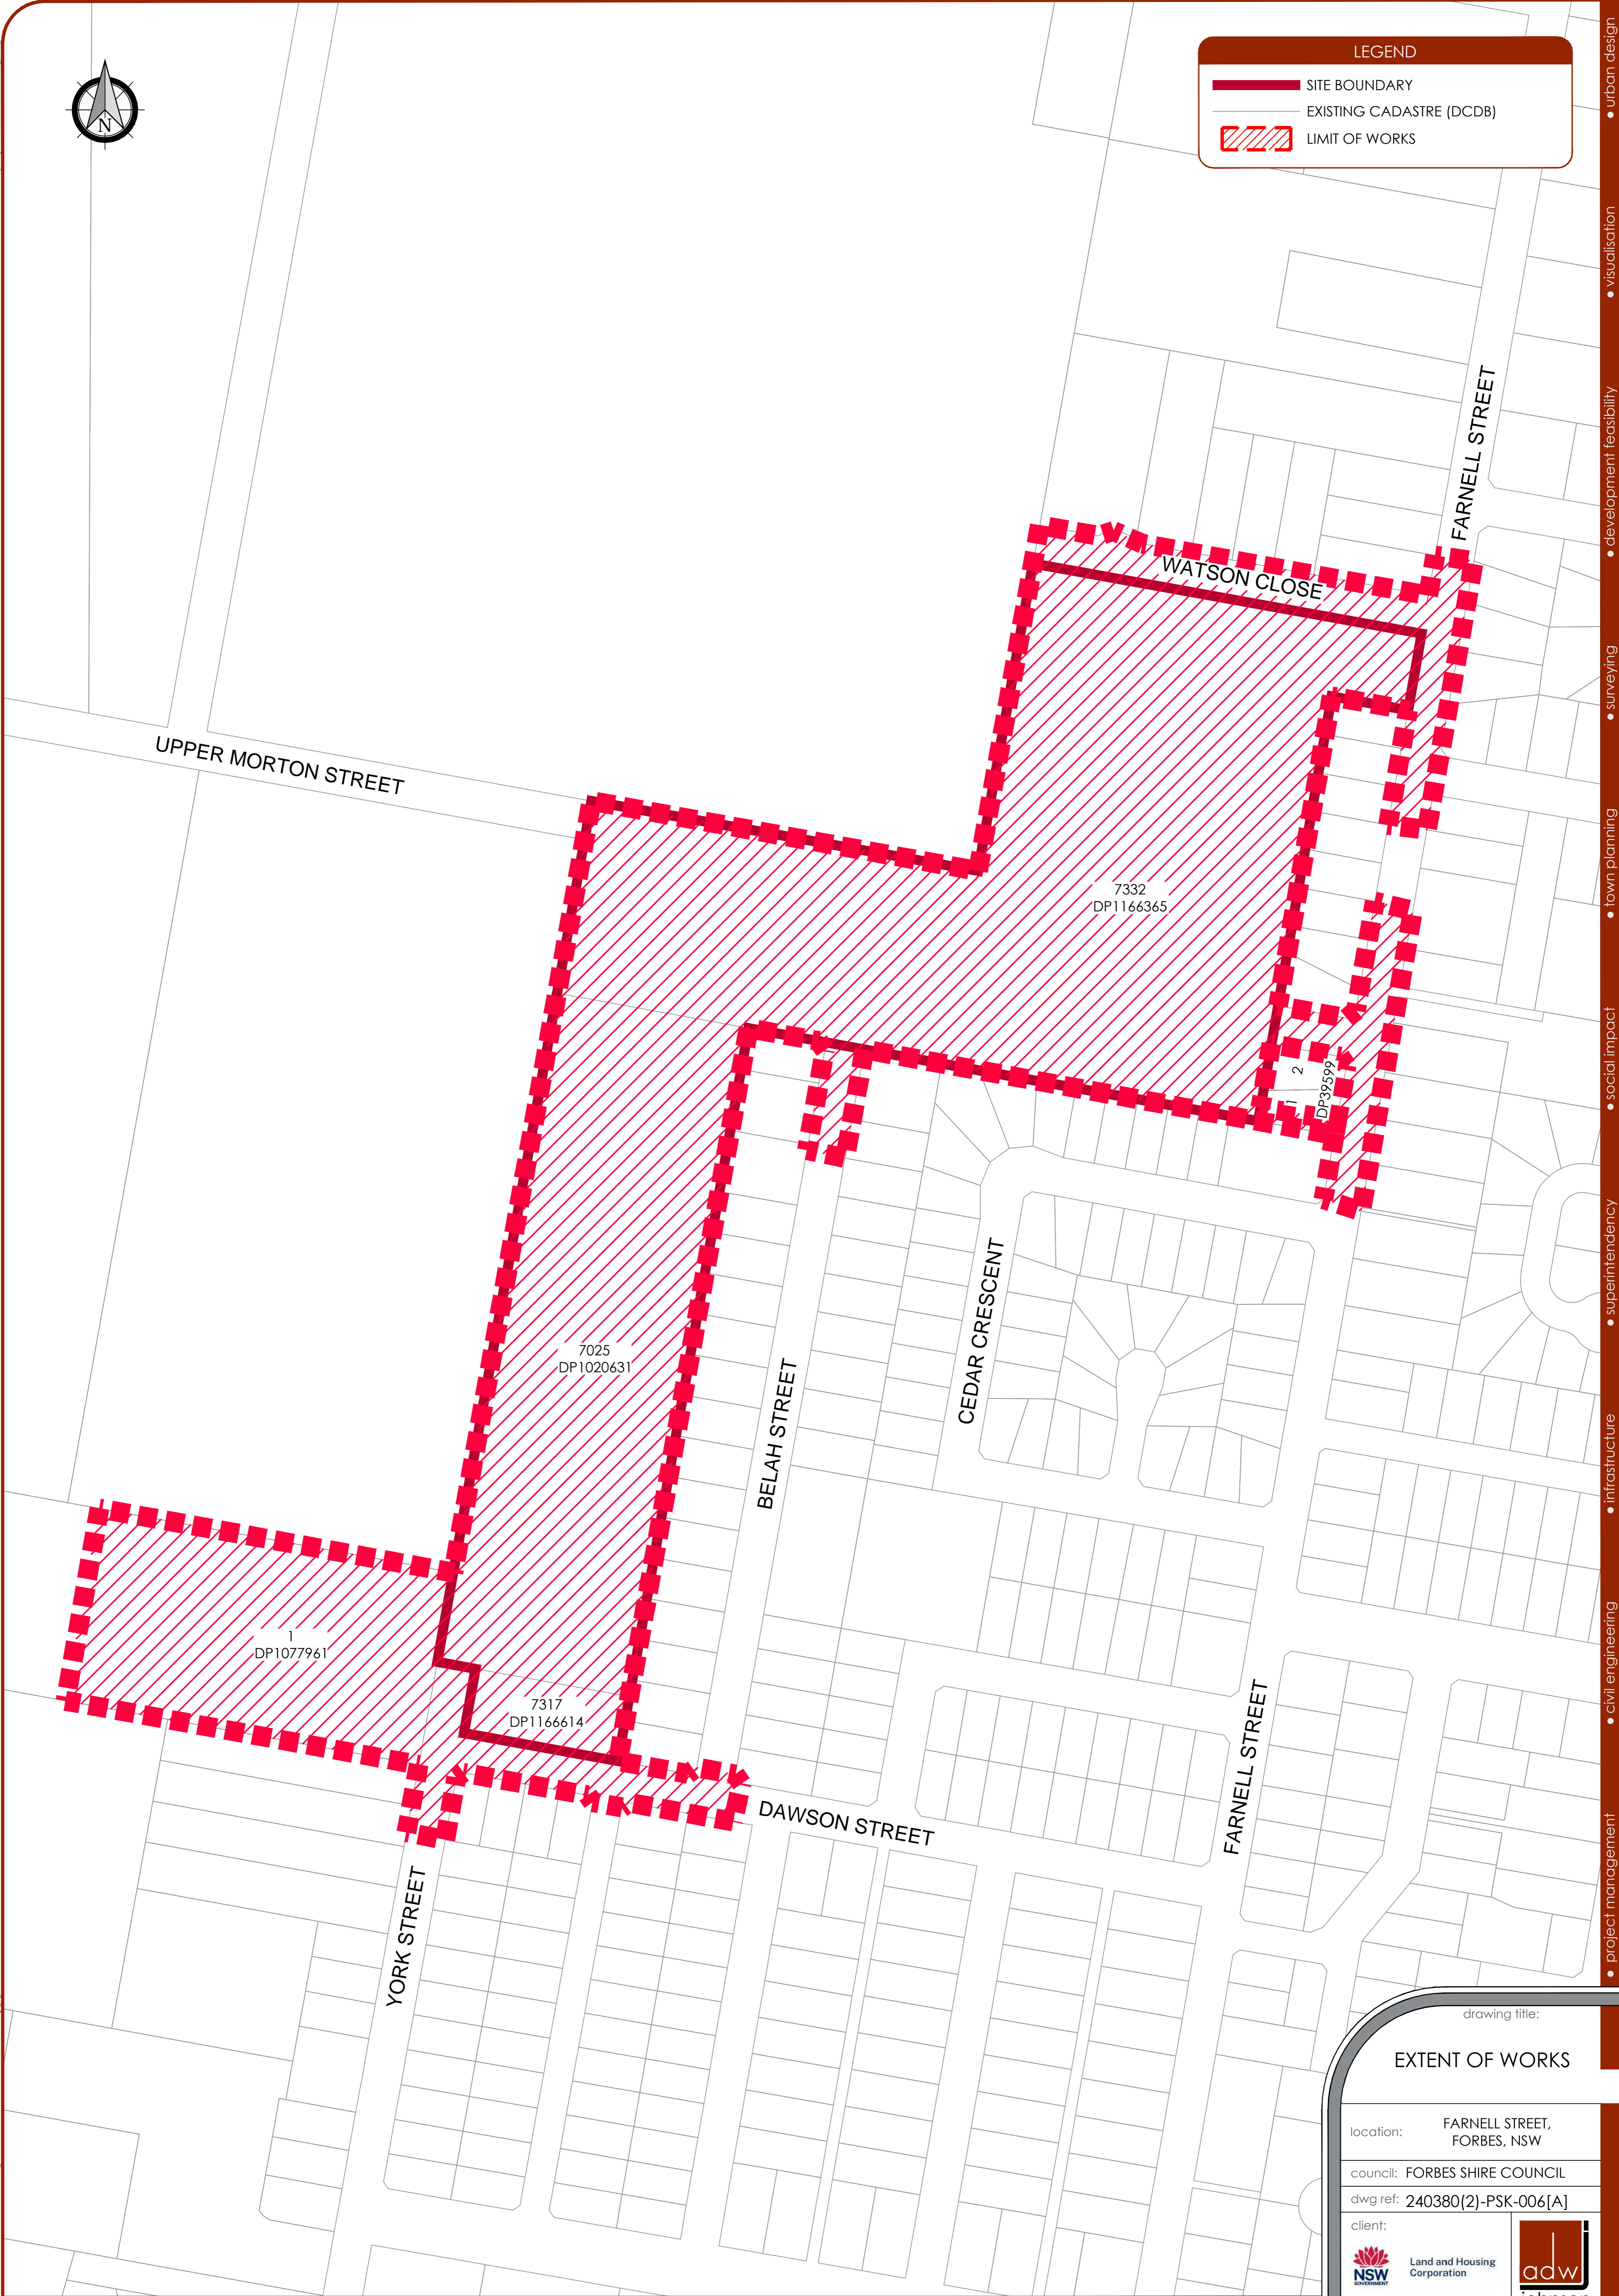 LEGEND
SITE BOUNDARY
EXISTING CADASTRE (DCDB)
LIMIT OF WORKS
N
FARNELL STREET
WATSON CLOSE
UPPER MORTON STREET
7332
DP1166365
2
1
DP39599
CEDAR CRESCENT
7025
DP1020631
BELAH STREET
1
DP1077961
7317
DP1166614
FARNELL STREET
DAWSON STREET
YORK STREET
• urban design
• visualisation
• development feasibility
• surveying
• town planning
• social impact
• superintendency
• infrastructure
• civil engineering
• project management
drawing title:
EXTENT OF WORKS
location:
FARNELL STREET,
FORBES, NSW
council: FORBES SHIRE COUNCIL
dwg ref: 240380(2)-PSK-006[A]
client:
NSW
GOVERNMENT
Land and Housing
Corporation
adw